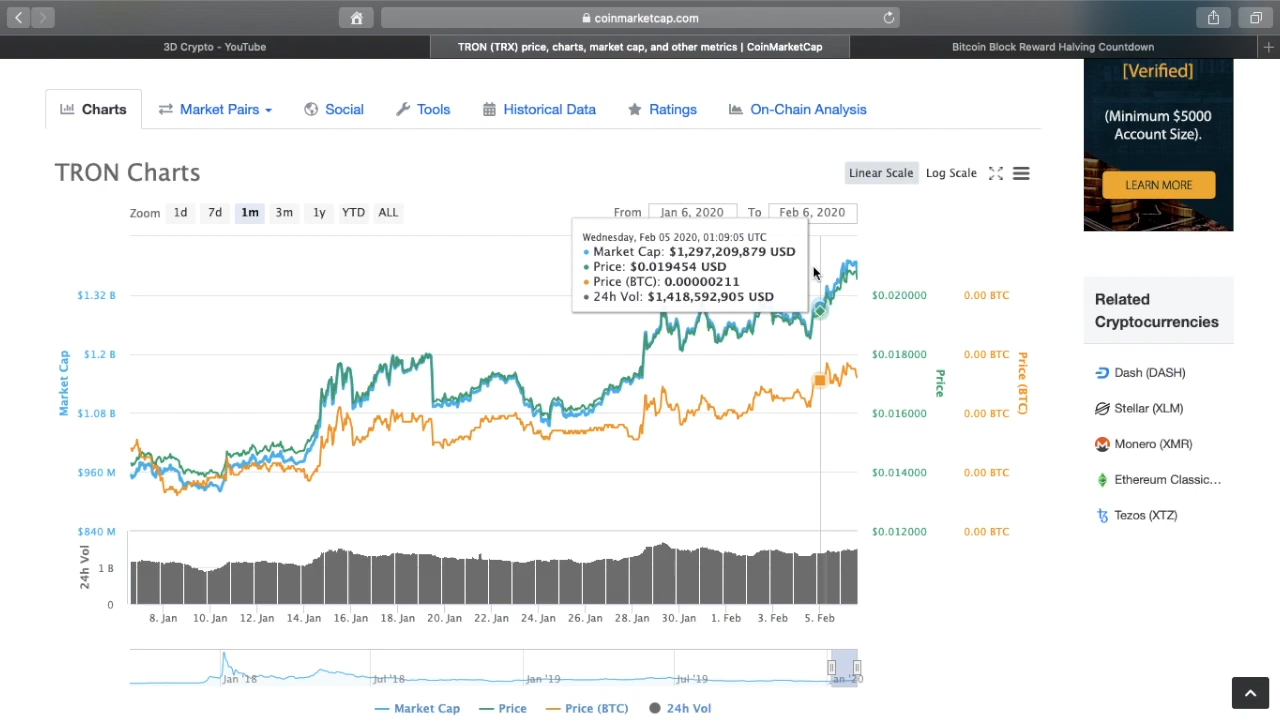 coinmarketcap.com
3D Crypto - YouTube
TRON (TRX) price, charts, market cap, and other metrics | CoinMarketCap
Bitcoin Block Reward Halving Countdown
[Verified]
(Minimum $5000
Account Size).
LEARN MORE
Charts
Market Pairs
Social
Tools
Historical Data
Ratings
On-Chain Analysis
TRON Charts
Linear Scale
Log Scale
Zoom
1d
7d
1m
3m
1y
YTD
ALL
From
Jan 6, 2020
To
Feb 6, 2020
Wednesday, Feb 05 2020, 01:09:05 UTC
Market Cap: $1,297,209,879 USD
Price: $0.019454 USD
Price (BTC): 0.00000211
24h Vol: $1,418,592,905 USD
$1.32 B
$1.2 B
$1.08 B
$960 M
$840 M
Market Cap
1 B
0
24h Vol
$0.020000
$0.018000
$0.016000
$0.014000
$0.012000
Price
0.00 BTC
0.00 BTC
0.00 BTC
0.00 BTC
0.00 BTC
Price (BTC)
8. Jan
10. Jan
12. Jan
14. Jan
16. Jan
18. Jan
20. Jan
22. Jan
24. Jan
26. Jan
28. Jan
30. Jan
1. Feb
3. Feb
5. Feb
Jan '18
Jul '18
Jan '19
Jul '19
Jan '20
Market Cap
Price
Price (BTC)
24h Vol
Related
Cryptocurrencies
Dash (DASH)
Stellar (XLM)
Monero (XMR)
Ethereum Classic...
Tezos (XTZ)